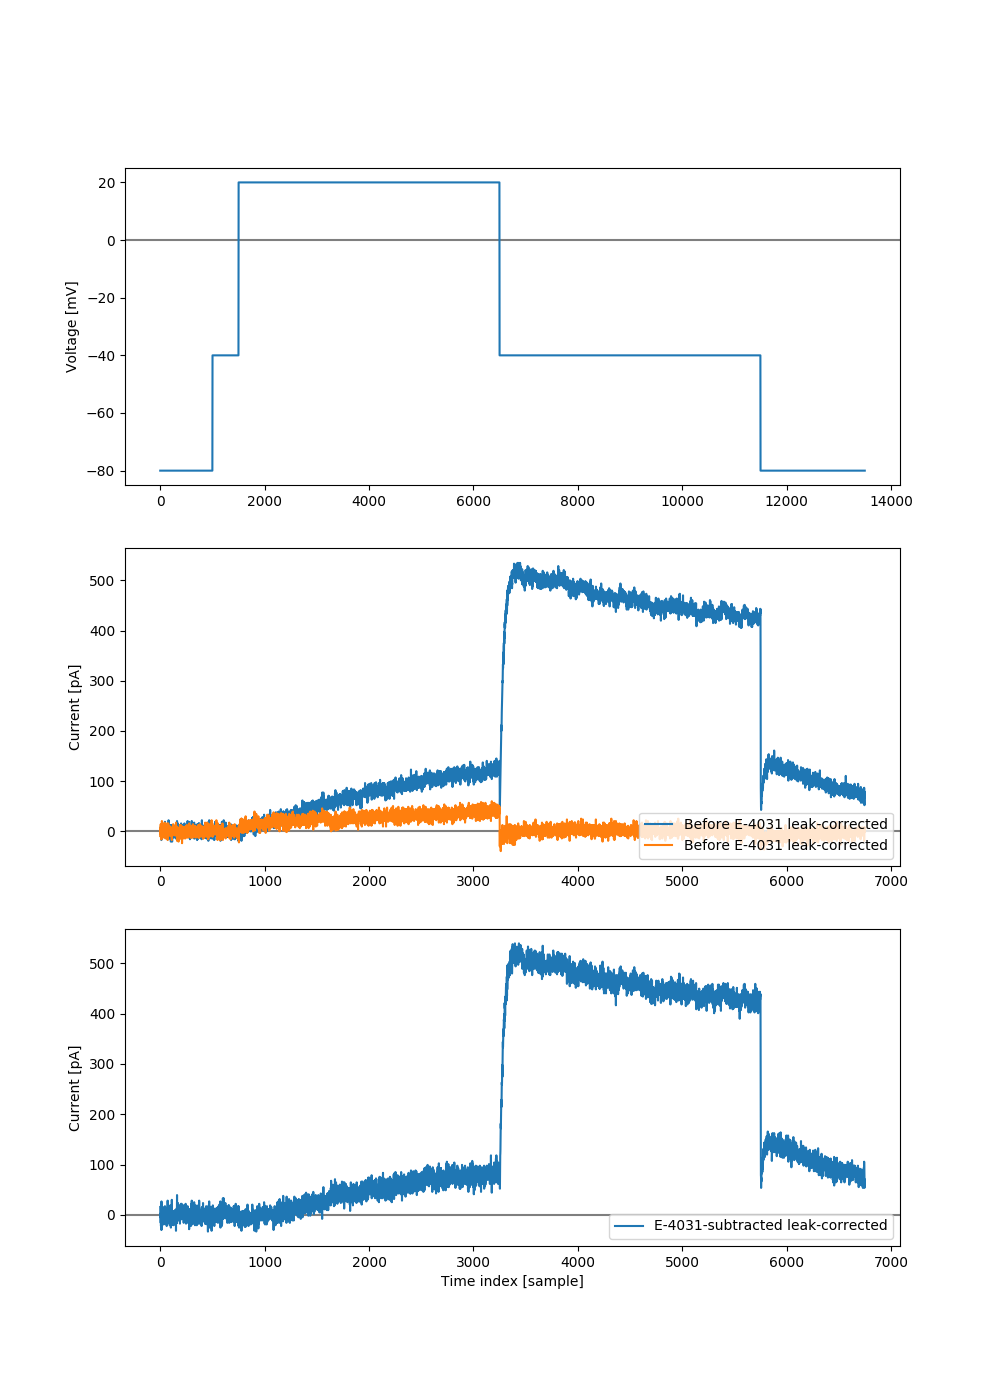 20
0
−20
−40
−60
−80
Voltage [mV]
0 2000 4000 6000 8000 10000 12000 14000
500
400
300
200
100
0
Current [pA]
Before E-4031 leak-corrected
Before E-4031 leak-corrected
0 1000 2000 3000 4000 5000 6000 7000
500
400
300
200
100
0
Current [pA]
E-4031-subtracted leak-corrected
0 1000 2000 3000 4000 5000 6000 7000
Time index [sample]